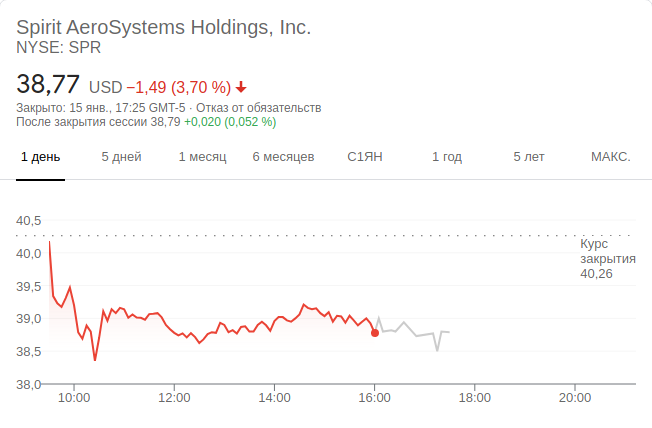 Spirit AeroSystems Holdings, Inc.
NYSE: SPR
38,77 USD −1,49 (3,70 %)
Закрыто: 15 янв., 17:25 GMT-5 · Отказ от обязательств
После закрытия сессии 38,79 +0,020 (0,052 %)
1 день 5 дней 1 месяц 6 месяцев С1ЯН 1 год 5 лет МАКС.
40,5
Курс
закрытия
40,26
40,0
39,5
39,0
38,5
38,0
10:00 12:00 14:00 16:00 18:00 20:00